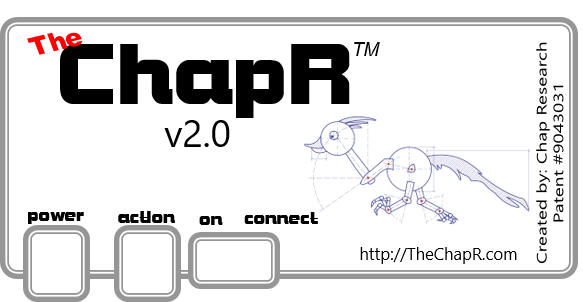 The
ChapR™
v2.0
Created by: Chap Research
Patent #9043031
power action on connect
http://TheChapR.com